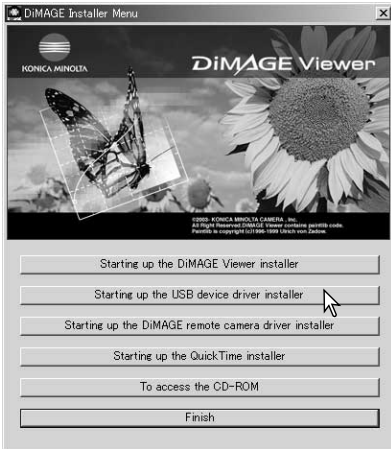 DiMAGE Installer Menu
KONICA MINOLTA
DiMAGE Viewer
©2003- KONICA MINOLTA CAMERA , Inc.
All Right Reserved.DiMAGE Viewer contains paintlib code.
Paintlib is copyright (c)1996-1999 Ulrich von Zadow.
Starting up the DiMAGE Viewer installer
Starting up the USB device driver installer
Starting up the DiMAGE remote camera driver installer
Starting up the QuickTime installer
To access the CD-ROM
Finish